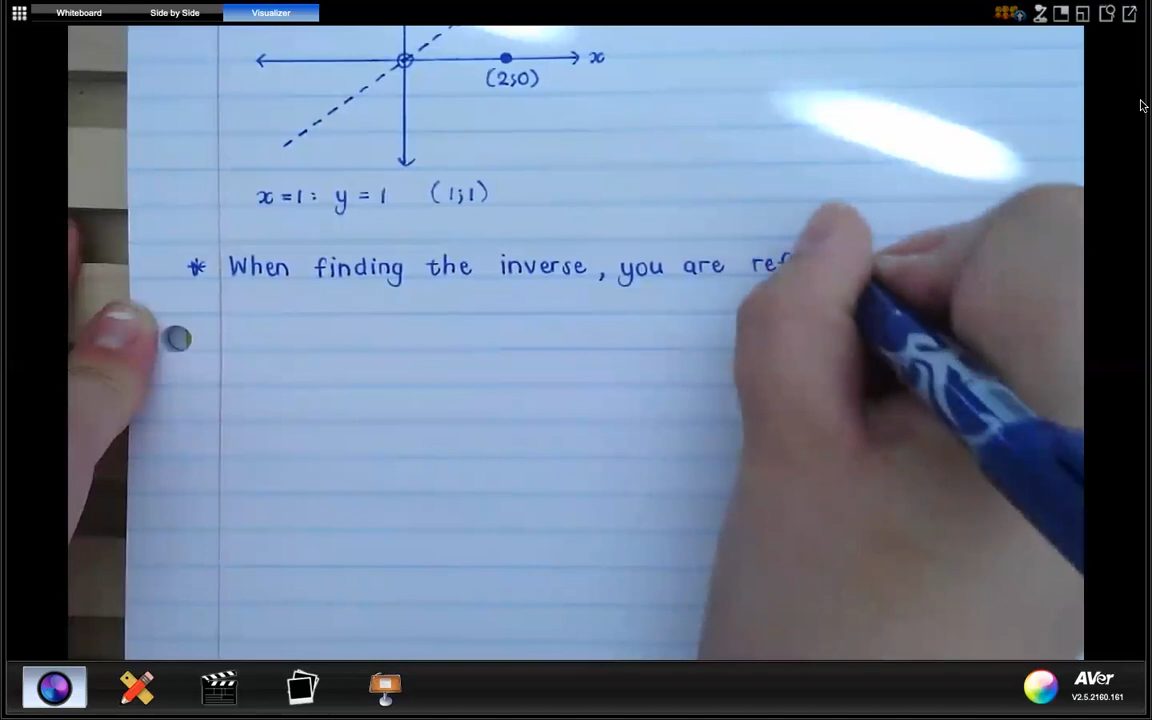 Whiteboard Side by Side Visualizer
x
(2;0)
x = 1 : y = 1 (1;1)
* When finding the inverse, you are ref
AVer
V2.5.2160.161